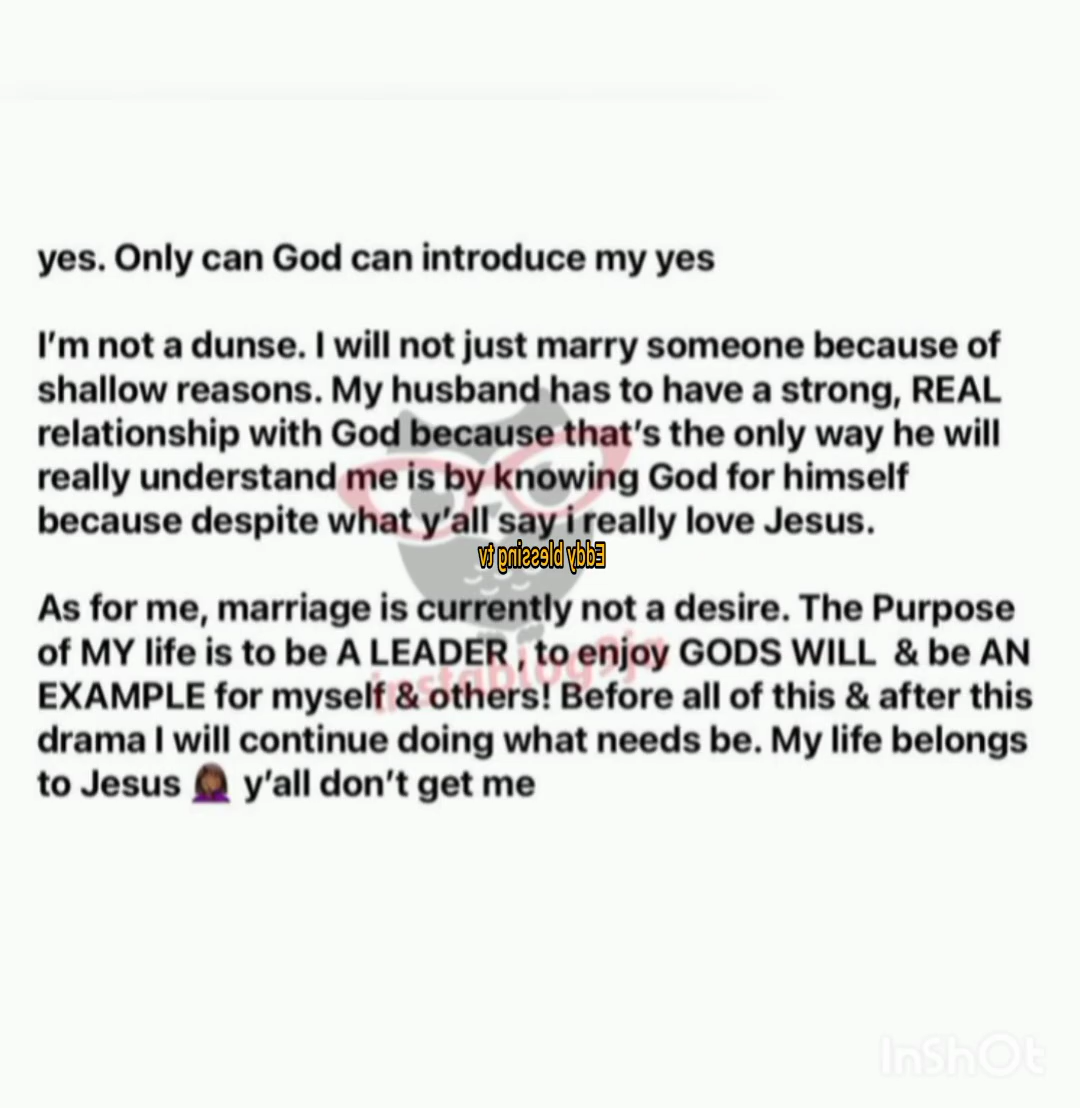 yes. Only can God can introduce my yes
I'm not a dunse. I will not just marry someone because of
shallow reasons. My husband has to have a strong, REAL
relationship with God because that's the only way he will
really understand me is by knowing God for himself
because despite what y'all say i really love Jesus.
Eddy blessing tv
As for me, marriage is currently not a desire. The Purpose
of MY life is to be A LEADER , to enjoy GODS WILL & be AN
instablog9ja
EXAMPLE for myself & others! Before all of this & after this
drama I will continue doing what needs be. My life belongs
to Jesus 🤦🏾‍♀️ y'all don't get me
InShOt